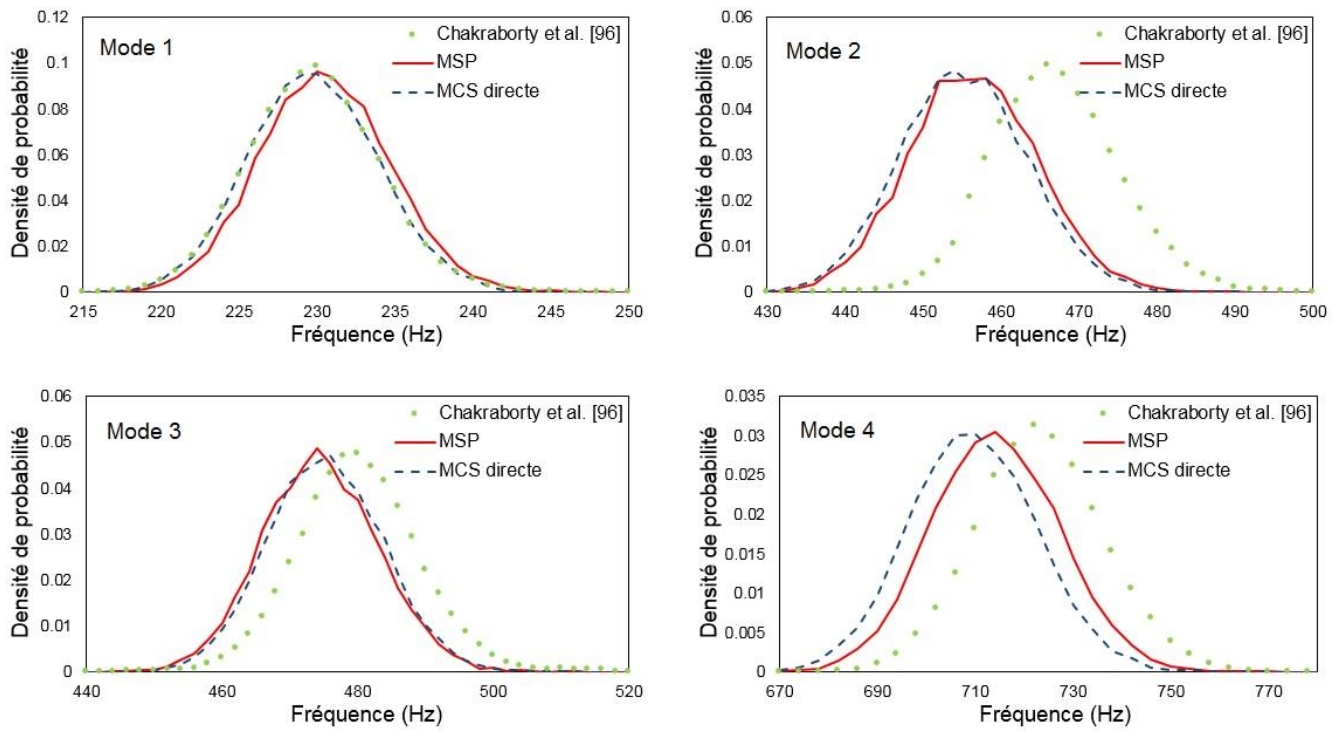 Mode 1
Chakraborty et al. [96]
MSP
MCS directe
Densité de probabilité
0.12
0.1
0.08
0.06
0.04
0.02
0
215 220 225 230 235 240 245 250
Fréquence (Hz)
Mode 2
Chakraborty et al. [96]
MSP
MCS directe
Densité de probabilité
0.06
0.05
0.04
0.03
0.02
0.01
0
430 440 450 460 470 480 490 500
Fréquence (Hz)
Mode 3
Chakraborty et al. [96]
MSP
MCS directe
Densité de probabilité
0.06
0.05
0.04
0.03
0.02
0.01
0
440 460 480 500 520
Fréquence (Hz)
Mode 4
Chakraborty et al. [96]
MSP
MCS directe
Densité de probabilité
0.035
0.03
0.025
0.02
0.015
0.01
0.005
0
670 690 710 730 750 770
Fréquence (Hz)